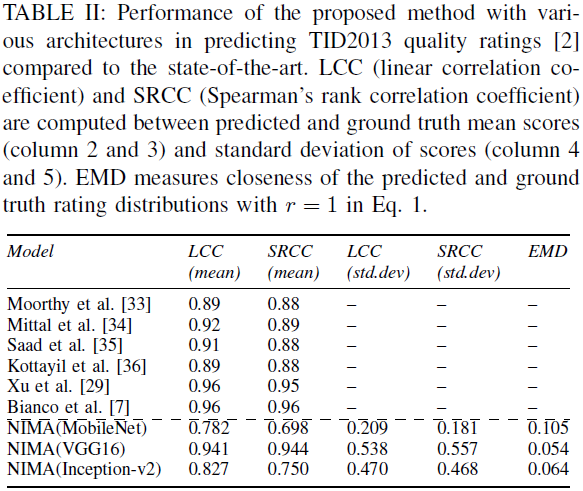 TABLE II: Performance of the proposed method with vari-
ous architectures in predicting TID2013 quality ratings [2]
compared to the state-of-the-art. LCC (linear correlation co-
efficient) and SRCC (Spearman's rank correlation coefficient)
are computed between predicted and ground truth mean scores
(column 2 and 3) and standard deviation of scores (column 4
and 5). EMD measures closeness of the predicted and ground
truth rating distributions with r = 1 in Eq. 1.
Model LCC SRCC LCC SRCC EMD
(mean) (mean) (std.dev) (std.dev)
Moorthy et al. [33] 0.89 0.88 – – –
Mittal et al. [34] 0.92 0.89 – – –
Saad et al. [35] 0.91 0.88 – – –
Kottayil et al. [36] 0.89 0.88 – – –
Xu et al. [29] 0.96 0.95 – – –
Bianco et al. [7] 0.96 0.96 – – –
NIMA(MobileNet) 0.782 0.698 0.209 0.181 0.105
NIMA(VGG16) 0.941 0.944 0.538 0.557 0.054
NIMA(Inception-v2) 0.827 0.750 0.470 0.468 0.064